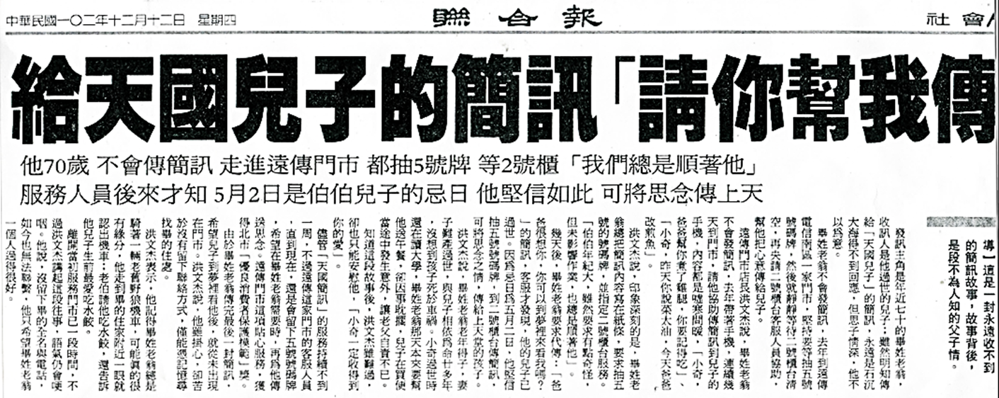 中華民國一〇二年十二月十二日 星期四
聯合報
社會
給天國兒子的簡訊「請你幫我傳
他70歲 不會傳簡訊 走進遠傳門市 都抽5號牌 等2號櫃「我們總是順著他」
服務人員後來才知 5月2日是伯伯兒子的忌日 他堅信如此 可將思念傳上天
導－這是一封永遠收不到
的簡訊故事，故事背後，
是段不為人知的父子情。
發訊主角是年近七十的畢姓老翁，
收訊人是他過世的兒子；雖然明知傳
給「天國兒子」的簡訊，永遠是石沉
大海得不到回應，但思子情深，他不
以為意。
畢姓老翁不會發簡訊，去年到遠傳
電信南區一家門市，堅持要等抽五號
號碼牌，然後就靜靜等待二號櫃台清
空，再央請二號櫃台客服人員協助，
幫他把心意傳給兒子。
遠傳門市店長洪文杰說，畢姓老翁
不會發簡訊，去年帶著手機，連續幾
天到門市，請他協助傳簡訊到兒子的
手機，內容都是噓寒問暖，「小奇，
爸爸幫你煮了雞腿，你要記得吃」、
「小奇，昨天你說菜太油，今天爸爸
改煎魚」。
洪文杰說，印象深刻的是，畢姓老
翁總把簡訊內容寫在紙條，要求抽五
號的號碼牌，並指定二號櫃台服務。
「伯伯年紀大，雖然要求有點奇怪，
但未影響作業，也總是順著他」。
幾天後，畢姓老翁要求代傳：「爸
爸很想你，你可以到夢裡來看我嗎？
」的簡訊，客服才發現，他的兒子已
過世。因為忌日為五月二日，他堅信
抽五號號碼牌，到二號櫃台傳簡訊，
可將思念之情，傳給上天堂的孩子。
洪文杰說，畢姓老翁老年得子，妻
子難產過世，與兒子相依為命廿多年
，沒想到孩子死於車禍。小奇過世時
還在讀大學，畢姓老翁那天本來要幫
他送午餐，卻因事耽擱，兒子在買便
當途中發生意外，讓老父自責不已。
知道這段故事後，洪文杰雖難過，
卻也只能安慰他，「小奇一定收得到
你的愛」。
儘管「天國簡訊」的服務持續不到
一周，不過遠傳這家門市的客服人員
，直到現在，還是會留下五號號碼牌
，希望在畢姓老翁需要時，再為他傳
送思念。遠傳門市這項貼心服務，獲
得北市「優良消費者保護模範」獎。
由於畢姓老翁傳完最後一封簡訊，
希望兒子到夢裡看他後，就從未出現
在門市。洪文杰說，他雖掛心，卻苦
於沒有留下聯絡方式，僅能憑記憶尋
找畢的住處。
洪文杰表示，他記得畢姓老翁總是
騎著一輛老舊野狼機車，可能真的很
有緣分，他走到畢的住家附近一眼就
認出機車，老伯請他吃水餃，還告訴
他兒子生前最愛吃水餃。
離開當初服務門市已一段時間，不
過洪文杰講起這段往事，語氣仍會哽
咽。他說，沒留下畢的全名與電話，
如今也無法聯繫，他只希望畢姓老翁
一個人過得很好。